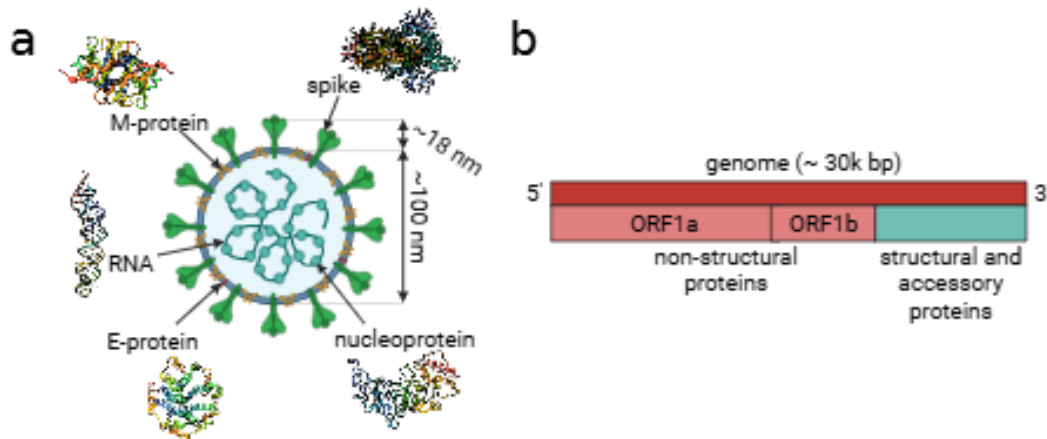 a
spike
M-protein
~18 nm
~100 nm
RNA
E-protein
nucleoprotein
b
genome (~ 30k bp)
5'
3
ORF1a
ORF1b
non-structural
proteins
structural and
accessory
proteins